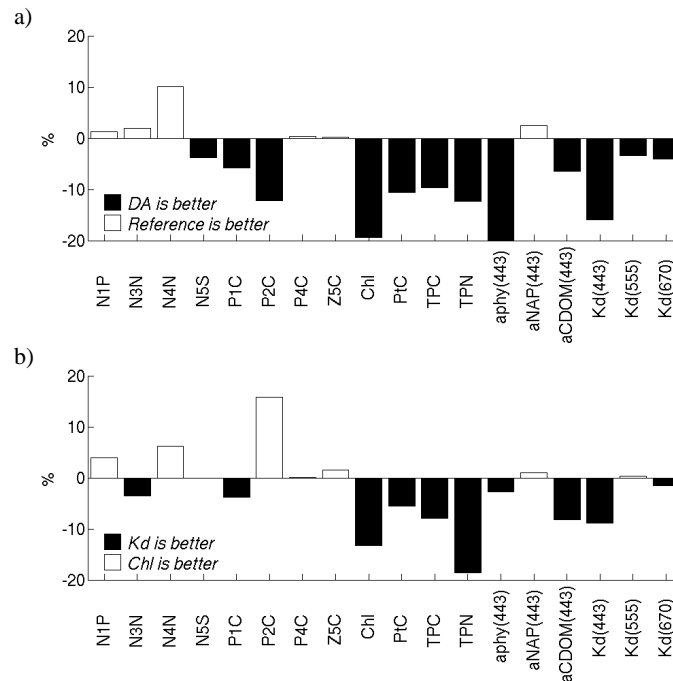 a)
20
10
0
-10
-20
%
DA is better
Reference is better
N1P
N3N
N4N
N5S
P1C
P2C
P4C
Z5C
Chl
PtC
TPC
TPN
aphy(443)
aNAP(443)
aCDOM(443)
Kd(443)
Kd(555)
Kd(670)
b)
20
10
0
-10
-20
%
Kd is better
Chl is better
N1P
N3N
N4N
N5S
P1C
P2C
P4C
Z5C
Chl
PtC
TPC
TPN
aphy(443)
aNAP(443)
aCDOM(443)
Kd(443)
Kd(555)
Kd(670)